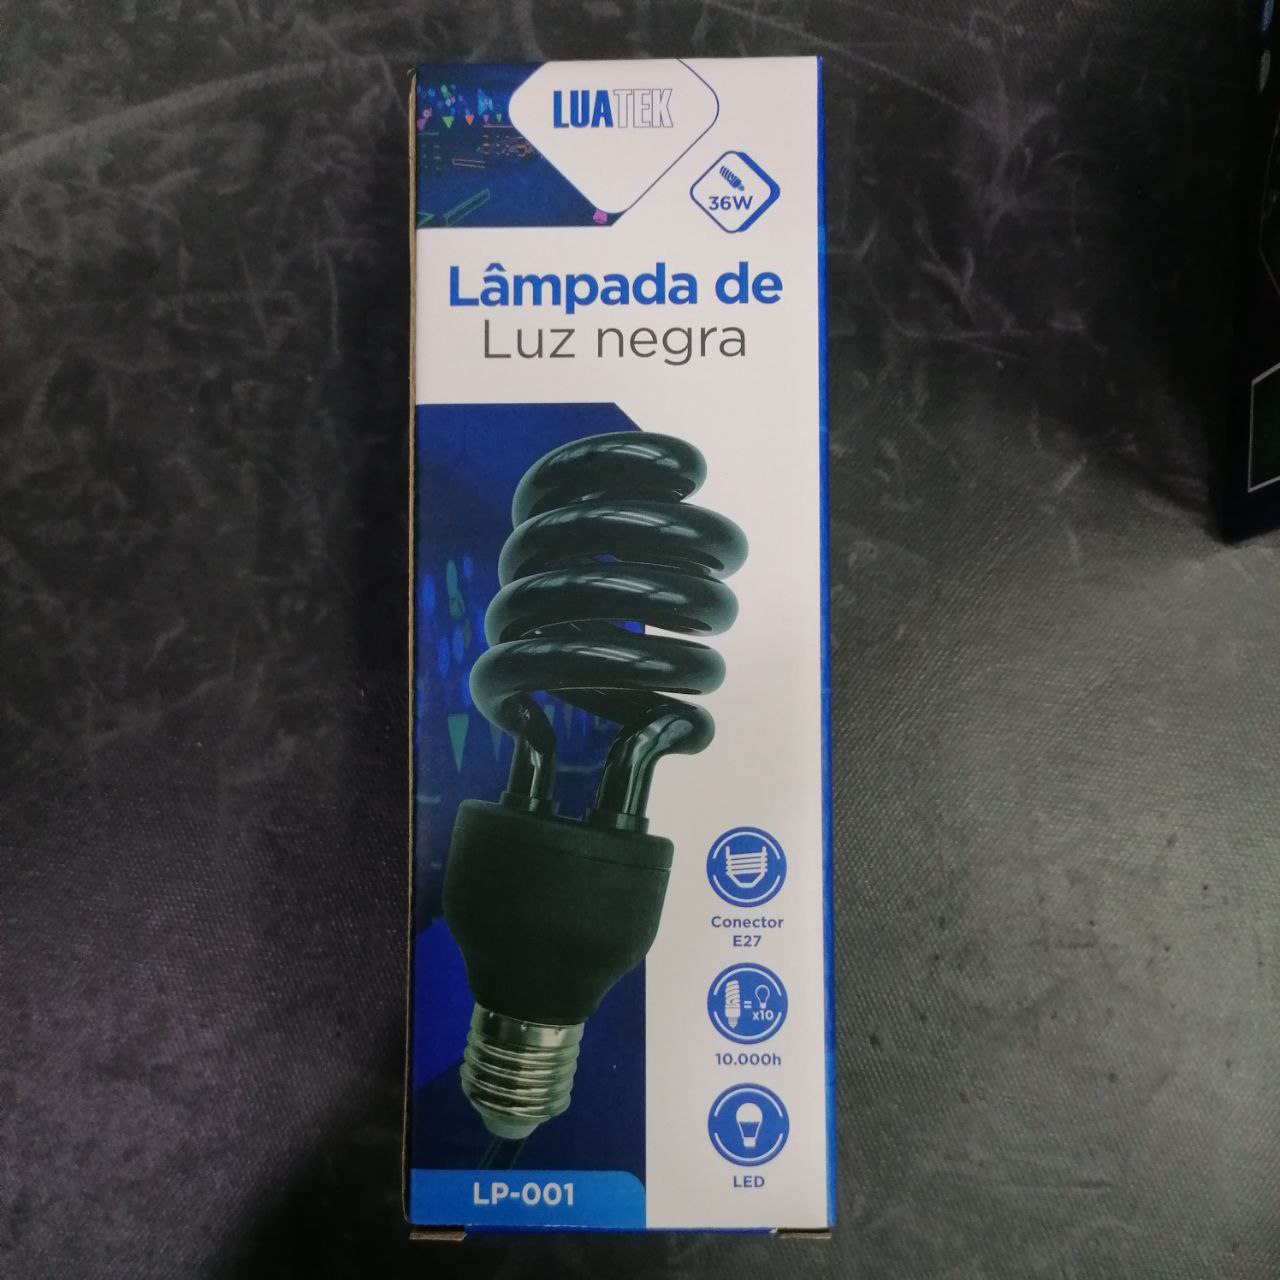 LUATEK
36W
Lâmpada de
Luz negra
Conector
E27
x10
10.000h
LED
LP-001